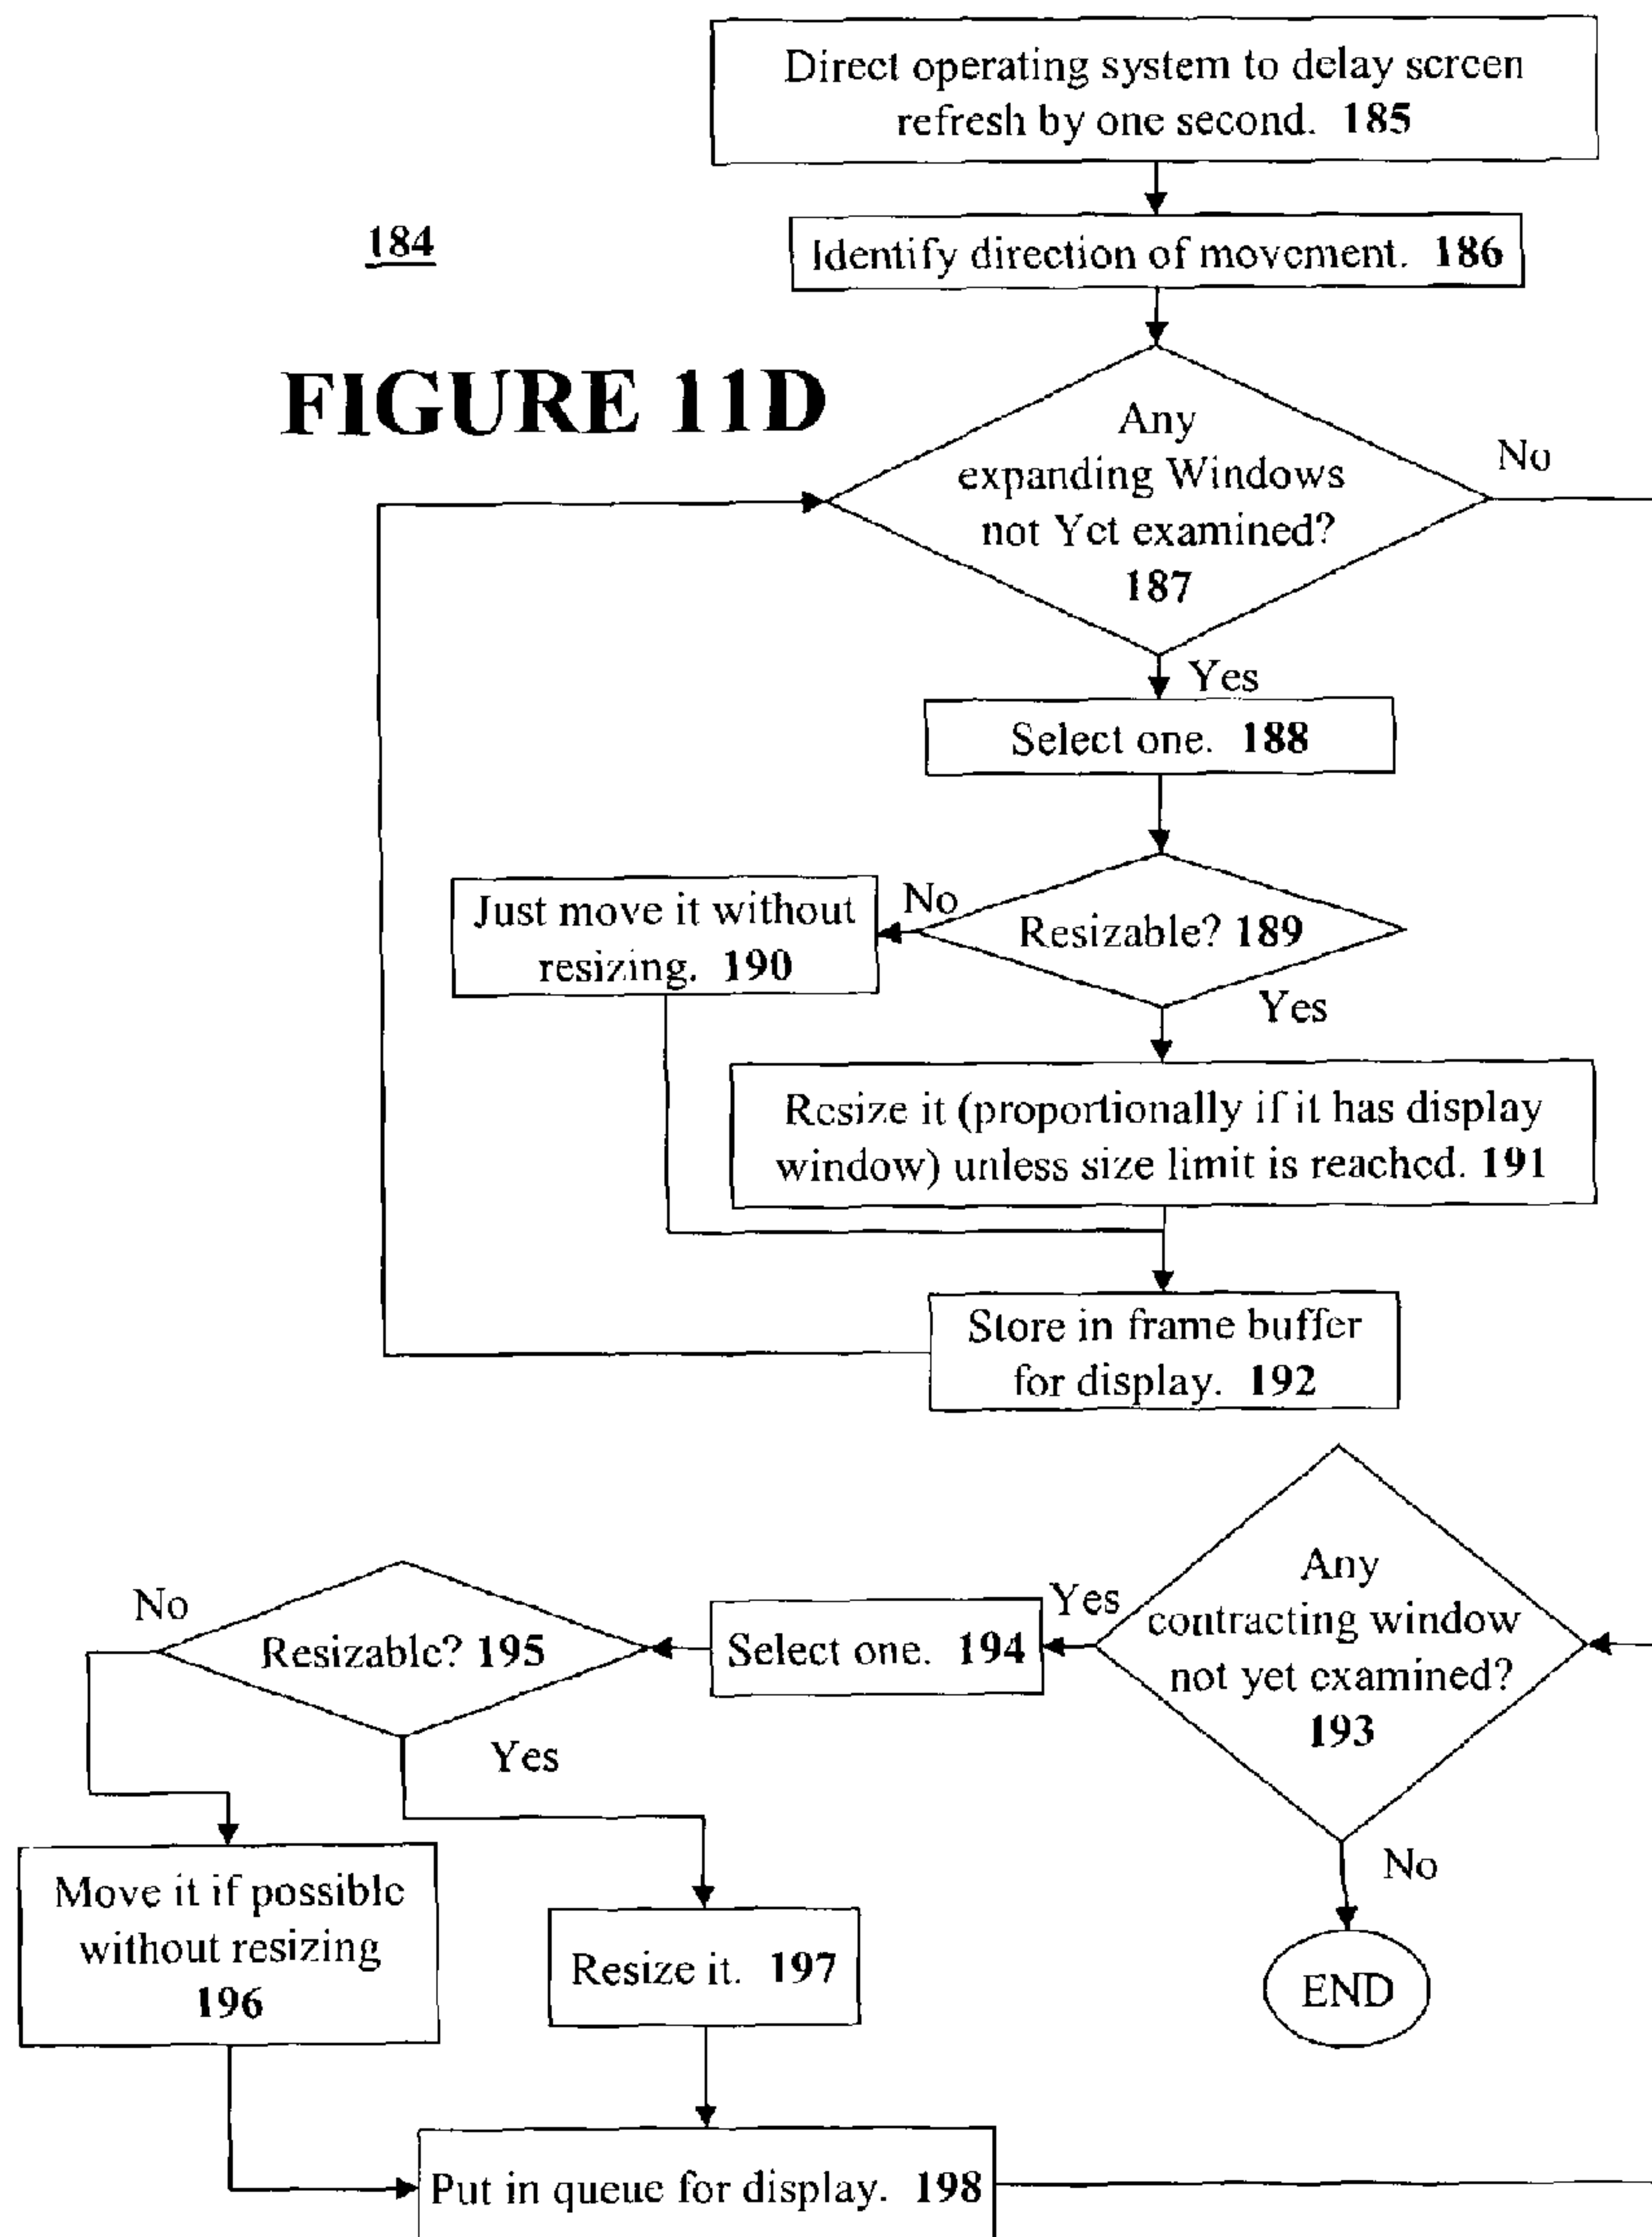 Direct operating system to delay screen
refresh by one second. 185
184
Identify direction of movement. 186
FIGURE 11D
Any
expanding Windows
not Yet examined?
187
No
Yes
Select one. 188
Just move it without
resizing. 190
No
Resizable? 189
Yes
Resize it (proportionally if it has display
window) unless size limit is reached. 191
Store in frame buffer
for display. 192
Any
contracting window
not yet examined?
193
Yes
Select one. 194
No
Resizable? 195
Yes
No
Move it if possible
without resizing
196
Resize it. 197
END
Put in queue for display. 198